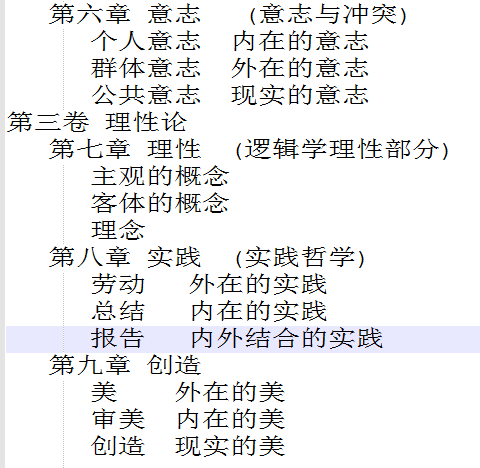 第六章 意志 (意志与冲突)
个人意志 内在的意志
群体意志 外在的意志
公共意志 现实的意志
第三卷 理性论
第七章 理性 (逻辑学理性部分)
主观的概念
客体的概念
理念
第八章 实践 (实践哲学)
劳动 外在的实践
总结 内在的实践
报告 内外结合的实践
第九章 创造
美 外在的美
审美 内在的美
创造 现实的美